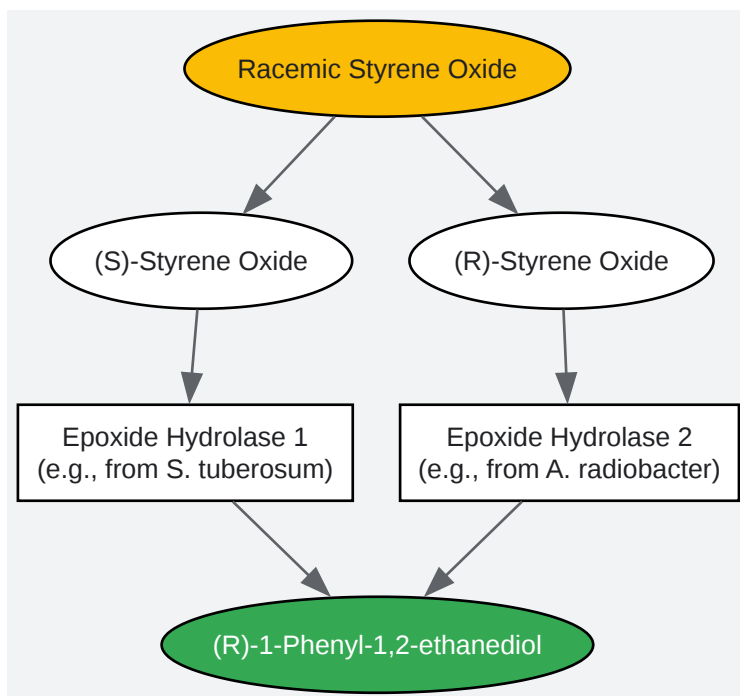 Racemic Styrene Oxide
(S)-Styrene Oxide
(R)-Styrene Oxide
Epoxide Hydrolase 1
(e.g., from S. tuberosum)
Epoxide Hydrolase 2
(e.g., from A. radiobacter)
(R)-1-Phenyl-1,2-ethanediol